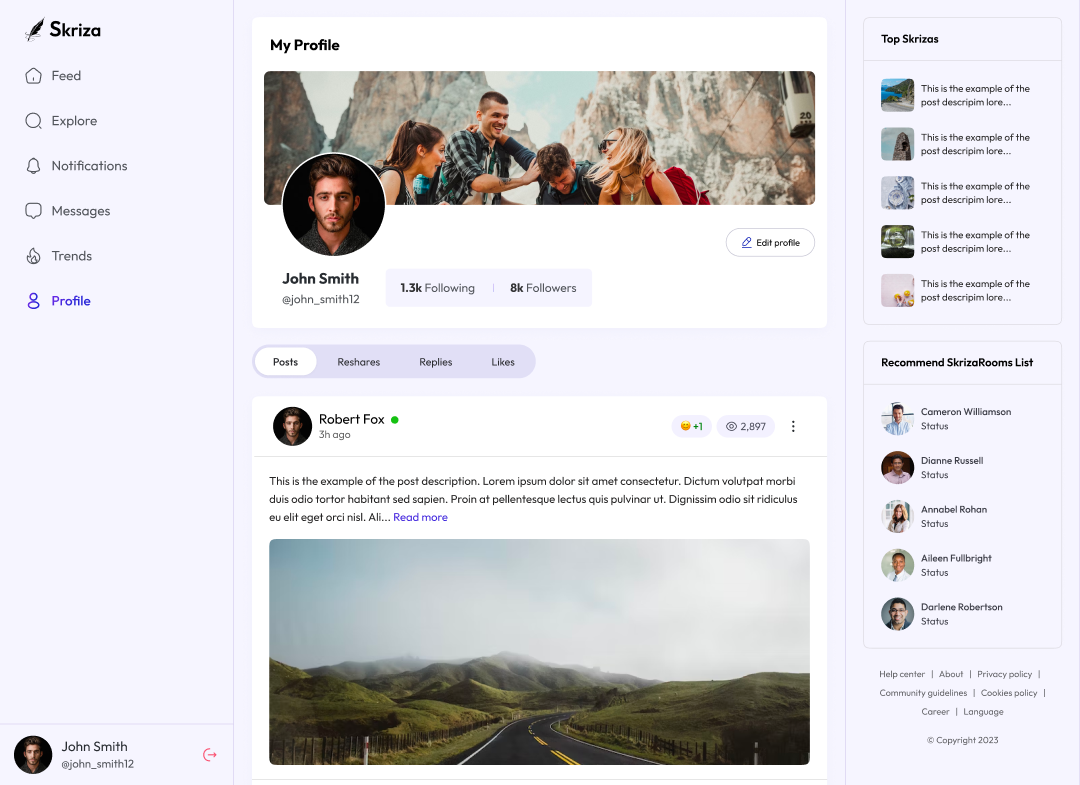 Skriza
Feed
Explore
Notifications
Messages
Trends
Profile
John Smith
@john_smith12
My Profile
20
Edit profile
John Smith
@john_smith12
1.3k Following
8k Followers
Posts
Reshares
Replies
Likes
Robert Fox
3h ago
+1
2,897
This is the example of the post description. Lorem ipsum dolor sit amet consectetur. Dictum volutpat morbi
duis odio tortor habitant sed sapien. Proin at pellentesque lectus quis pulvinar ut. Dignissim odio sit ridiculus
eu elit eget orci nisl. Ali... Read more
Top Skrizas
This is the example of the
post descripim lore...
This is the example of the
post descripim lore...
This is the example of the
post descripim lore...
This is the example of the
post descripim lore...
This is the example of the
post descripim lore...
Recommend SkrizaRooms List
Cameron Williamson
Status
Dianne Russell
Status
Annabel Rohan
Status
Aileen Fullbright
Status
Darlene Robertson
Status
Help center | About | Privacy policy |
Community guidelines | Cookies policy |
Career | Language
© Copyright 2023